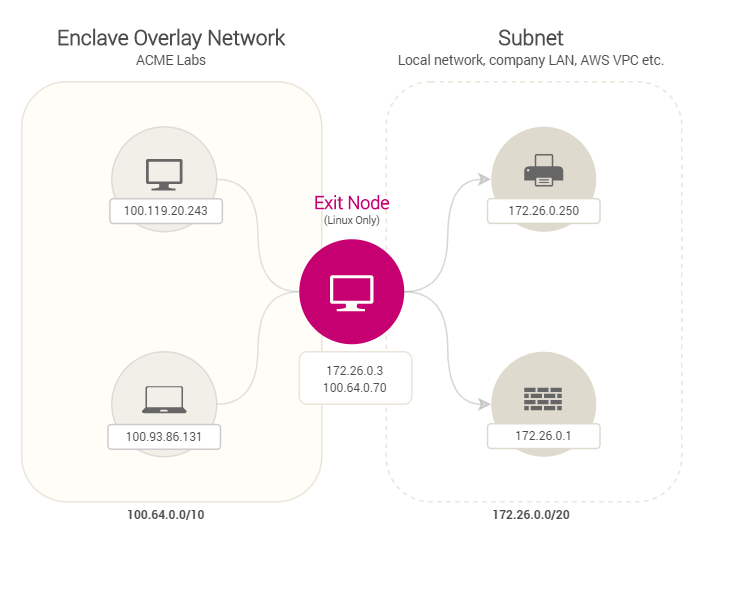 Enclave Overlay Network
ACME Labs
Subnet
Local network, company LAN, AWS VPC etc.
100.119.20.243
Exit Node
(Linux Only)
172.26.0.250
172.26.0.3
100.64.0.70
100.93.86.131
172.26.0.1
100.64.0.0/10
172.26.0.0/20